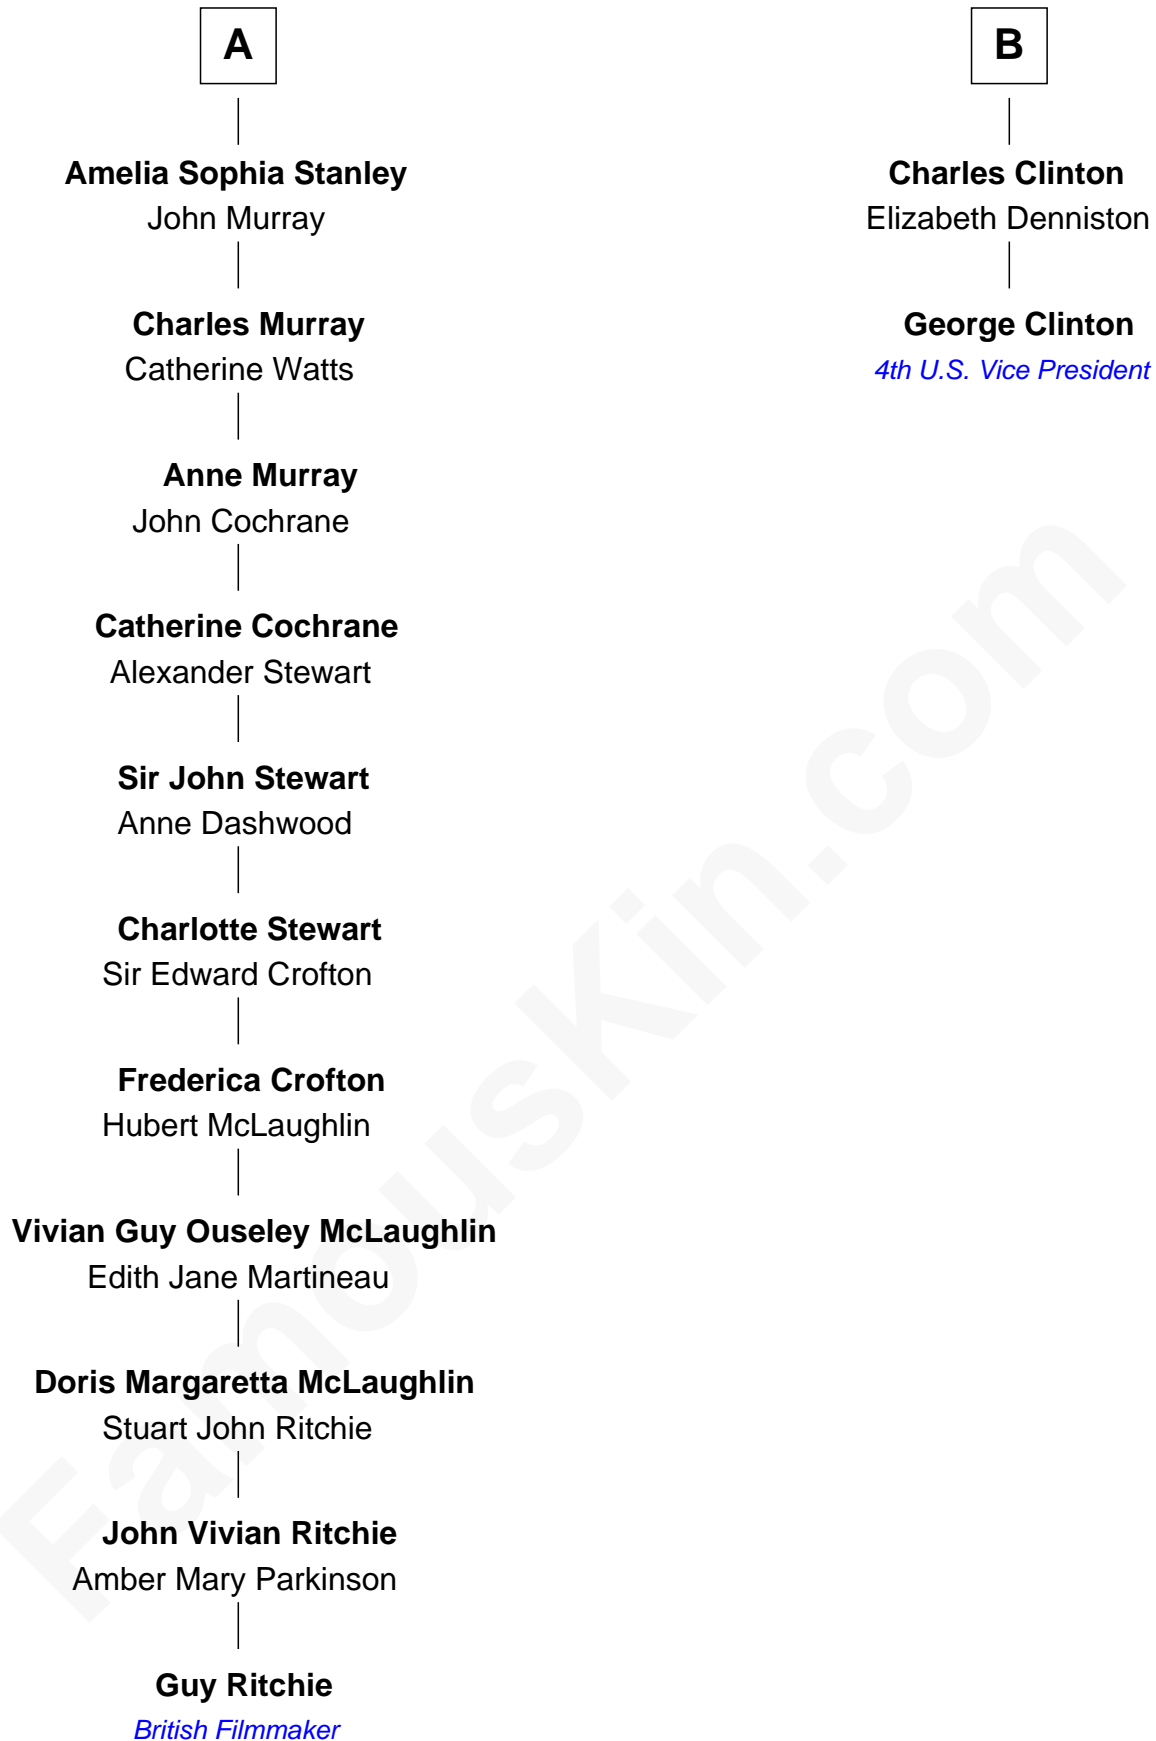 A
Amelia Sophia Stanley
John Murray
Charles Murray
Catherine Watts
Anne Murray
John Cochrane
Catherine Cochrane
Alexander Stewart
Sir John Stewart
Anne Dashwood
Charlotte Stewart
Sir Edward Crofton
Frederica Crofton
Hubert McLaughlin
Vivian Guy Ouseley McLaughlin
Edith Jane Martineau
Doris Margaretta McLaughlin
Stuart John Ritchie
John Vivian Ritchie
Amber Mary Parkinson
Guy Ritchie
British Filmmaker
B
Charles Clinton
Elizabeth Denniston
George Clinton
4th U.S. Vice President
FamousKin.com